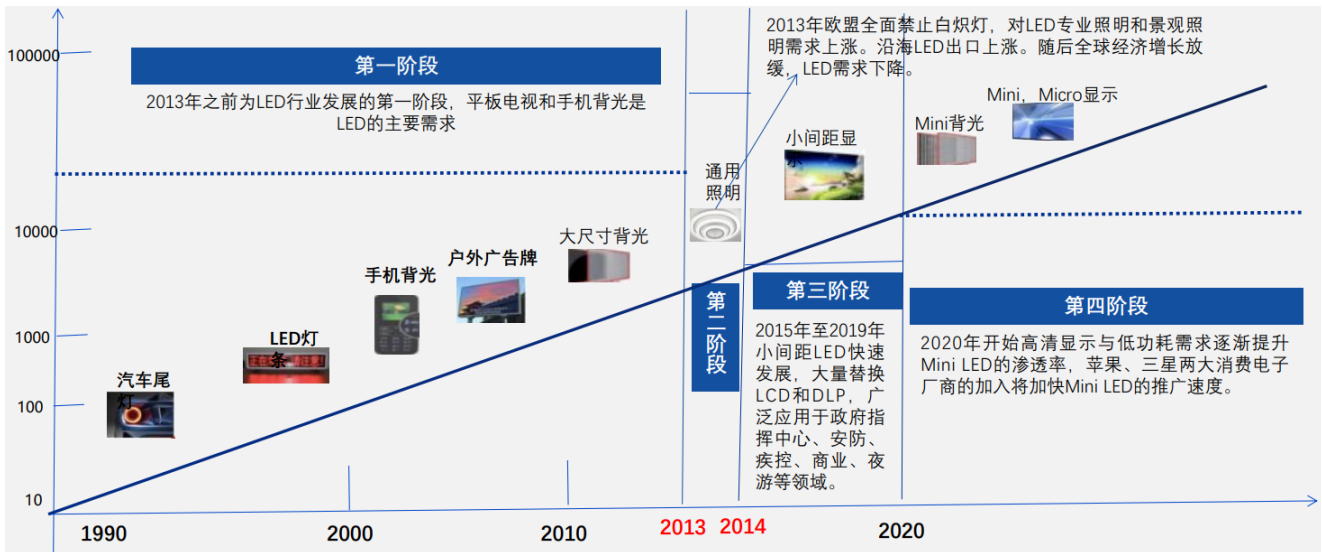 100000
10000
1000
100
10
第一阶段
2013年之前为LED行业发展的第一阶段，平板电视和手机背光是
LED的主要需求
2013年欧盟全面禁止白炽灯，对LED专业照明和景观照
明需求上涨。沿海LED出口上涨。随后全球经济增长放
缓，LED需求下降。
汽车尾
灯
LED灯
条
手机背光
户外广告牌
大尺寸背光
通用
照明
小间距显
示
Mini背光
Mini，Micro显示
第二阶段
第三阶段
2015年至2019年
小间距LED快速
发展，大量替换
LCD和DLP，广
泛应用于政府指
挥中心、安防、
疾控、商业、夜
游等领域。
第四阶段
2020年开始高清显示与低功耗需求逐渐提升
Mini LED的渗透率，苹果、三星两大消费电子
厂商的加入将加快Mini LED的推广速度。
1990
2000
2010
2013
2014
2020